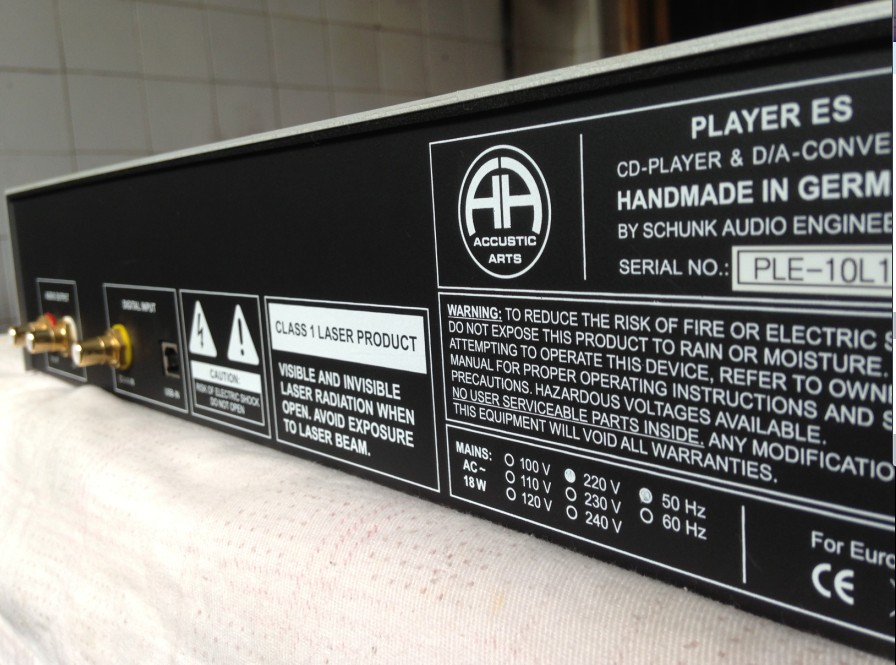 PLAYER ES
CD-PLAYER & D/A-CONVE
HANDMADE IN GERM
BY SCHUNK AUDIO ENGINEE
SERIAL NO.: PLE-10L1
ACCUSTIC
ARTS
AUDIO OUTPUT
DIGITAL INPUT
USB-IN
CAUTION:
RISK OF ELECTRIC SHOCK
DO NOT OPEN
CLASS 1 LASER PRODUCT
VISIBLE AND INVISIBLE
LASER RADIATION WHEN
OPEN. AVOID EXPOSURE
TO LASER BEAM.
WARNING: TO REDUCE THE RISK OF FIRE OR ELECTRIC S
DO NOT EXPOSE THIS PRODUCT TO RAIN OR MOISTURE.
ATTEMPTING TO OPERATE THIS DEVICE, REFER TO OWN
MANUAL FOR PROPER OPERATING INSTRUCTIONS AND S
PRECAUTIONS. HAZARDOUS VOLTAGES AVAILABLE.
NO USER SERVICEABLE PARTS INSIDE. ANY MODIFICATIO
THIS EQUIPMENT WILL VOID ALL WARRANTIES.
MAINS:
AC~
18 W
100 V
110 V
120 V
220 V
230 V
240 V
50 Hz
60 Hz
For Euro
CE